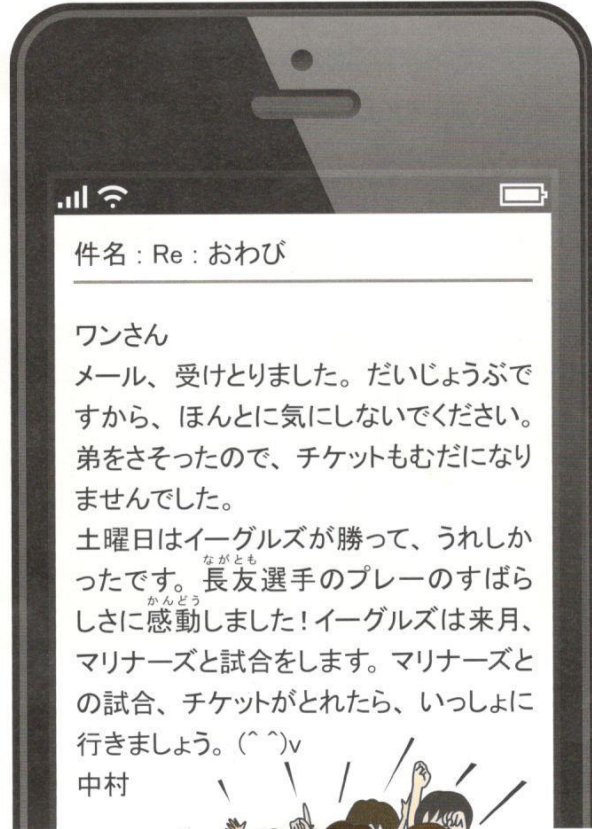 件名：Re：おわび
ワンさん
メール、受けとりました。だいじょうぶで
すから、ほんとに気にしないでください。
弟をさそったので、チケットもむだになり
ませんでした。
土曜日はイーグルズが勝って、うれしか
ながとも
ったです。長友選手のプレーのすばら
かんどう
しさに感動しました！イーグルズは来月、
マリナーズと試合をします。マリナーズと
の試合、チケットがとれたら、いっしょに
行きましょう。(^ ^)v
中村